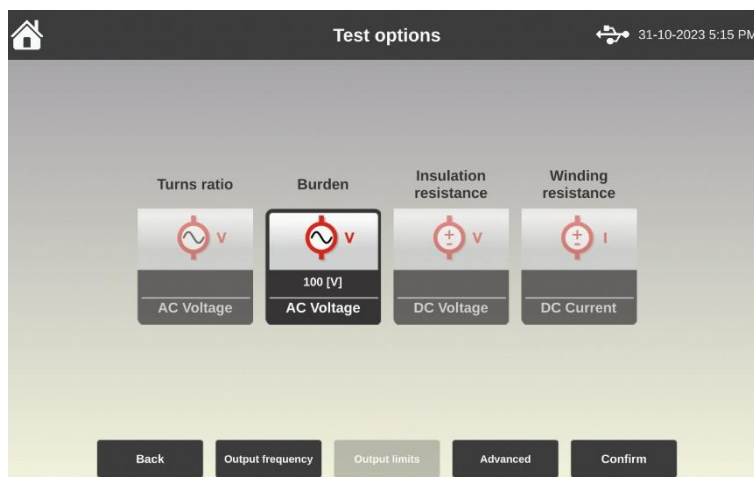 Test options
31-10-2023 5:15 PM
Turns ratio
Burden
Insulation
resistance
Winding
resistance
V
V
V
I
100 [V]
AC Voltage
AC Voltage
DC Voltage
DC Current
Back
Output frequency
Output limits
Advanced
Confirm